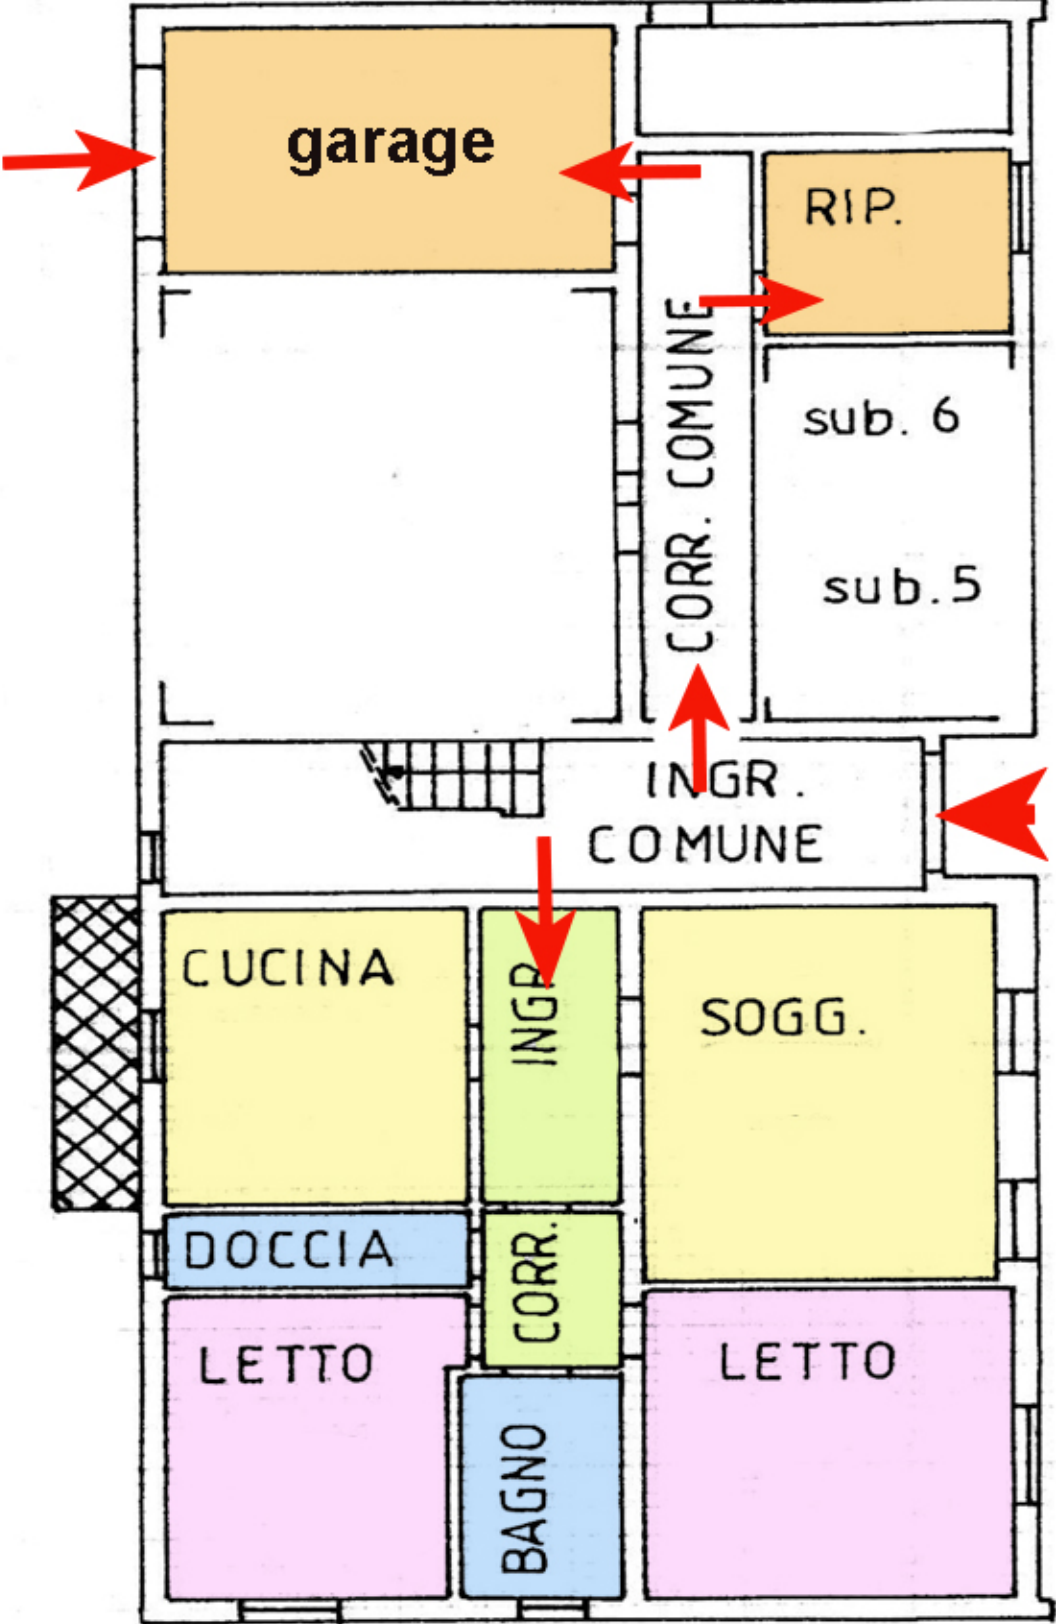 garage
RIP.
CORR. COMUNE
sub. 6
sub. 5
INGR.
COMUNE
CUCINA
INGR
SOGG.
DOCCIA
CORR.
LETTO
LETTO
BAGNO